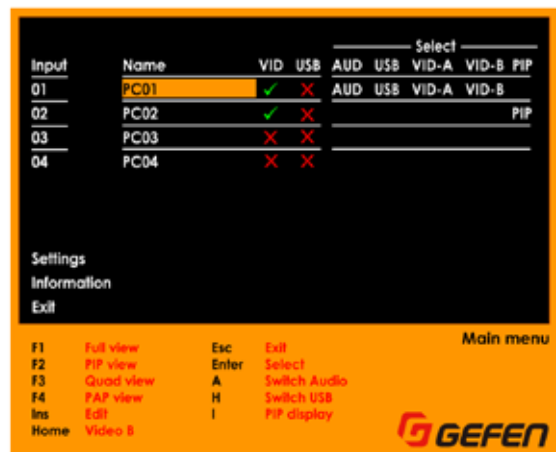 Select
Input Name VID USB AUD USB VID-A VID-B PIP
01 PC01 AUD USB VID-A VID-B
02 PC02 PIP
03 PC03
04 PC04
Settings
Information
Exit
Main menu
F1 Full view Esc Exit
F2 PIP view Enter Select
F3 Quad view A Switch Audio
F4 PAP view H Switch USB
Ins Edit I PIP display
Home Video B
GEFEN